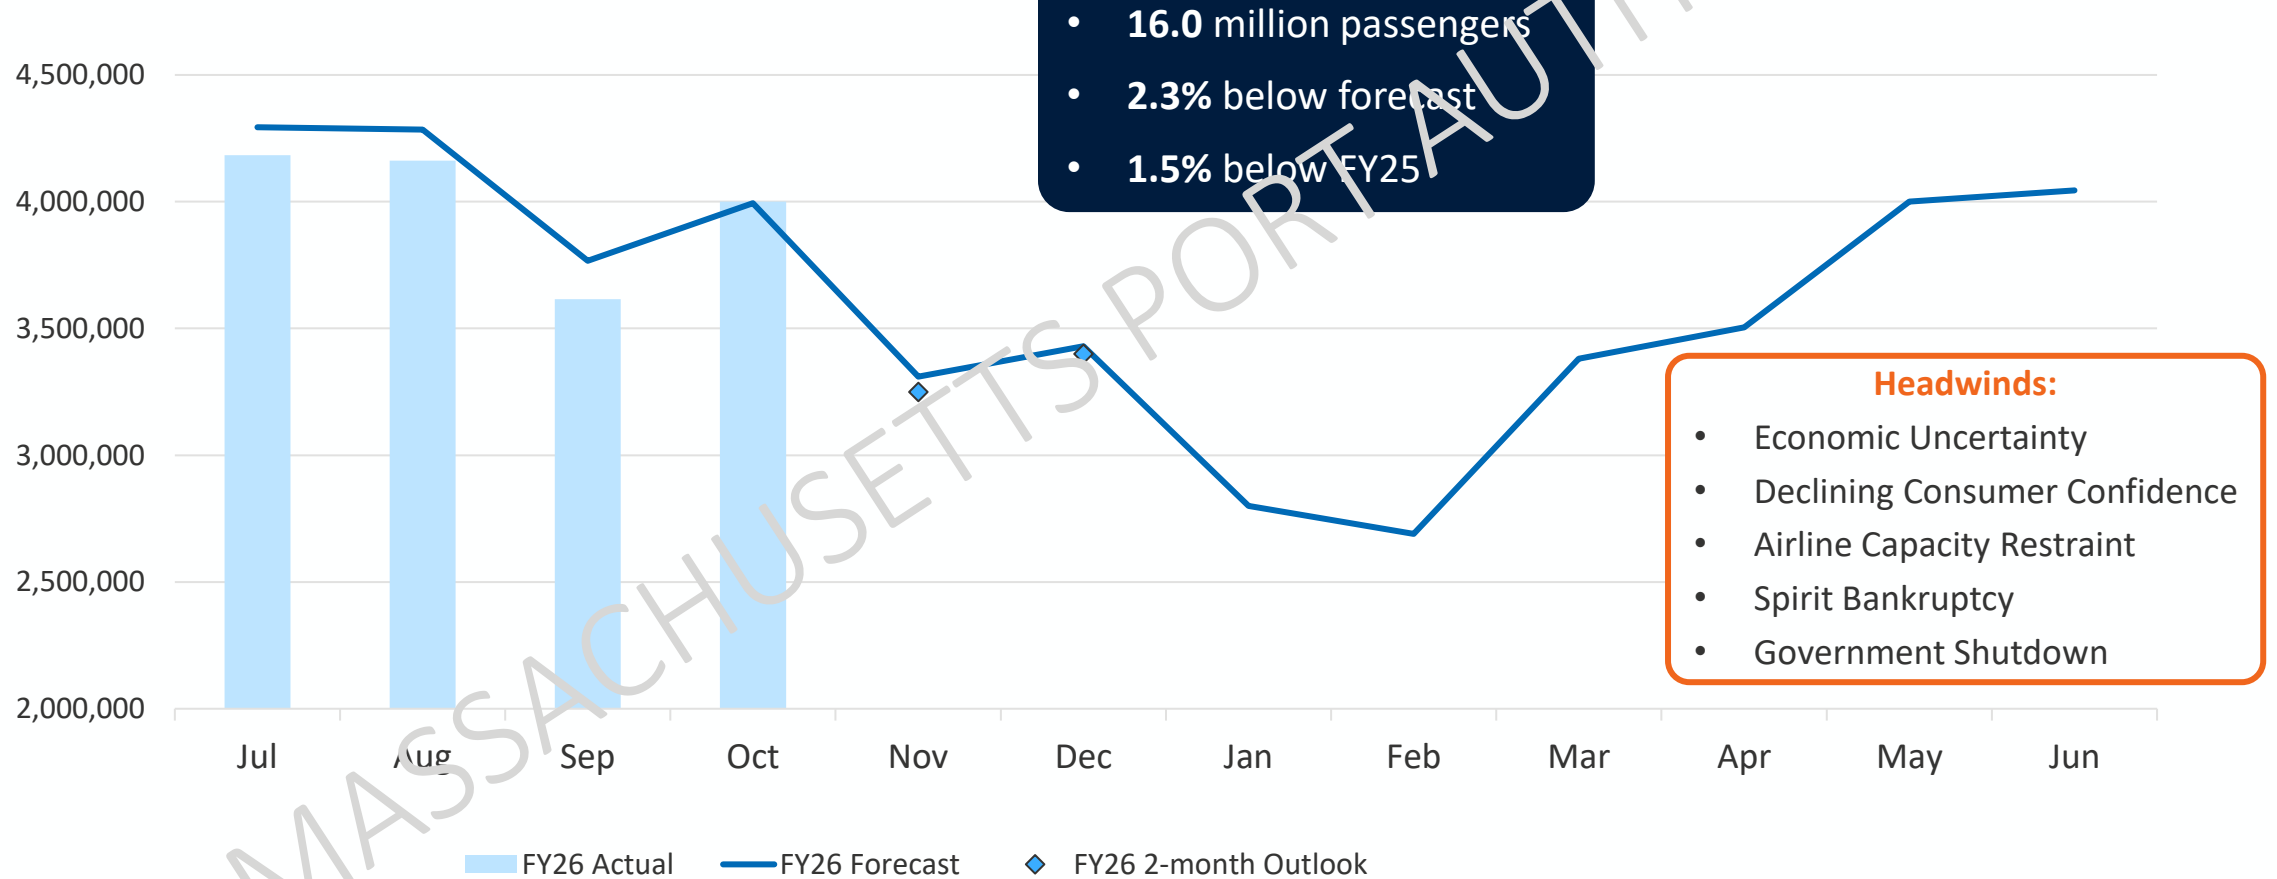 • 16.0 million passengers
• 2.3% below forecast
• 1.5% below FY25
4,500,000
4,000,000
3,500,000
3,000,000
2,500,000
2,000,000
Headwinds:
• Economic Uncertainty
• Declining Consumer Confidence
• Airline Capacity Restraint
• Spirit Bankruptcy
• Government Shutdown
Jul Aug Sep Oct Nov Dec Jan Feb Mar Apr May Jun
FY26 Actual FY26 Forecast FY26 2-month Outlook
MASSACHUSETTS PORT AUT